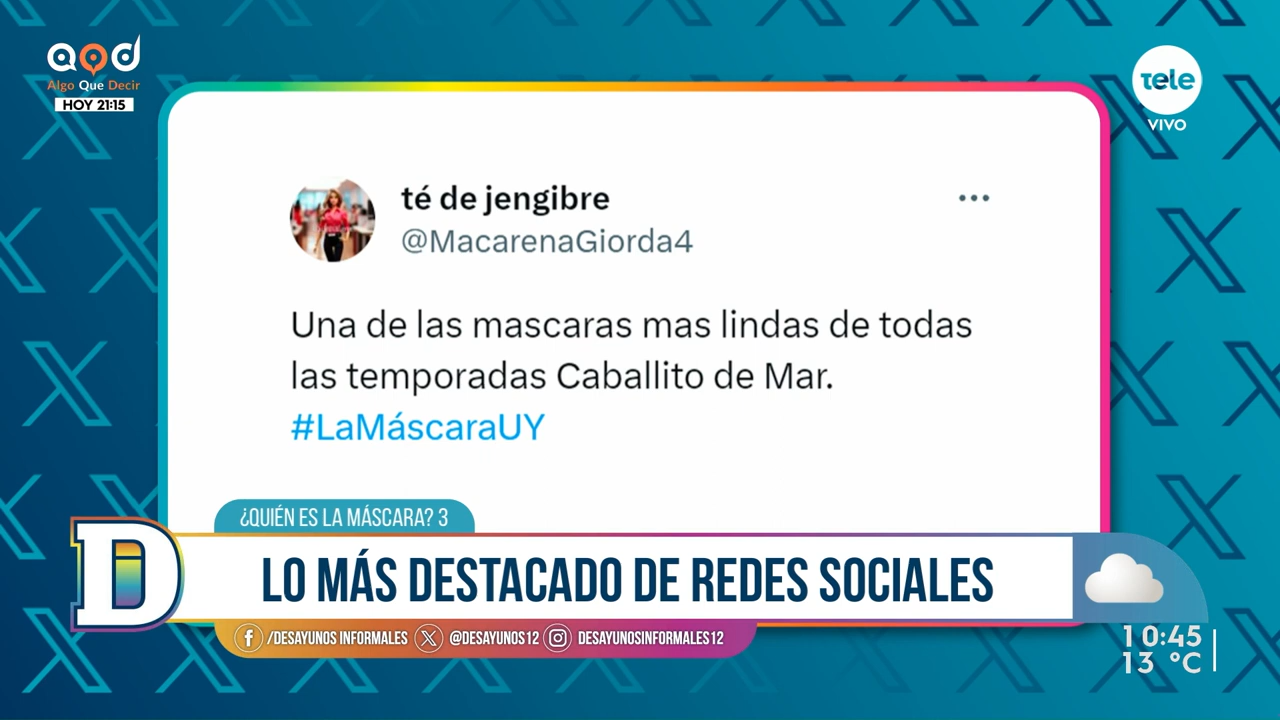 aqd
Algo Que Decir
HOY 21:15
tele
VIVO
té de jengibre
@MacarenaGiorda4
Una de las mascaras mas lindas de todas
las temporadas Caballito de Mar.
#LaMáscaraUY
¿QUIÉN ES LA MÁSCARA? 3
D
LO MÁS DESTACADO DE REDES SOCIALES
/DESAYUNOS INFORMALES @DESAYUNOS12 DESAYUNOSINFORMALES12
10:45
13 °C